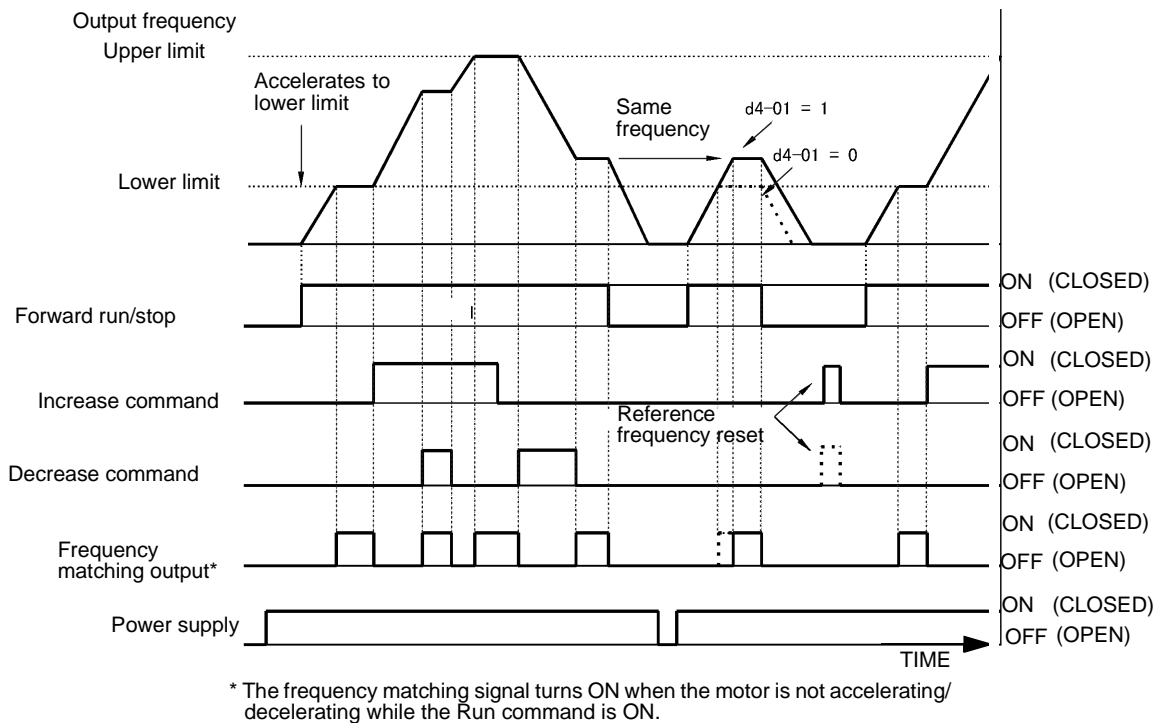 Output frequency
Upper limit
Accelerates to
lower limit
Same
frequency
d4-01 = 1
d4-01 = 0
Lower limit
ON (CLOSED)
Forward run/stop
OFF (OPEN)
ON (CLOSED)
Increase command
OFF (OPEN)
Reference
frequency reset
ON (CLOSED)
Decrease command
OFF (OPEN)
ON (CLOSED)
Frequency
matching output*
OFF (OPEN)
ON (CLOSED)
Power supply
OFF (OPEN)
TIME
* The frequency matching signal turns ON when the motor is not accelerating/
decelerating while the Run command is ON.